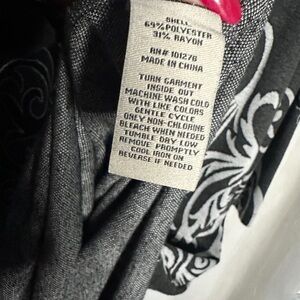 SHELL
69% POLYESTER
31% RAYON
RN# 101278
MADE IN CHINA
TURN GARMENT
INSIDE OUT
MACHINE WASH COLD
WITH LIKE COLORS
GENTLE CYCLE
ONLY NON-CHLORINE
BLEACH WHEN NEEDED
TUMBLE DRY LOW
REMOVE PROMPTLY
COOL IRON ON
REVERSE IF NEEDED